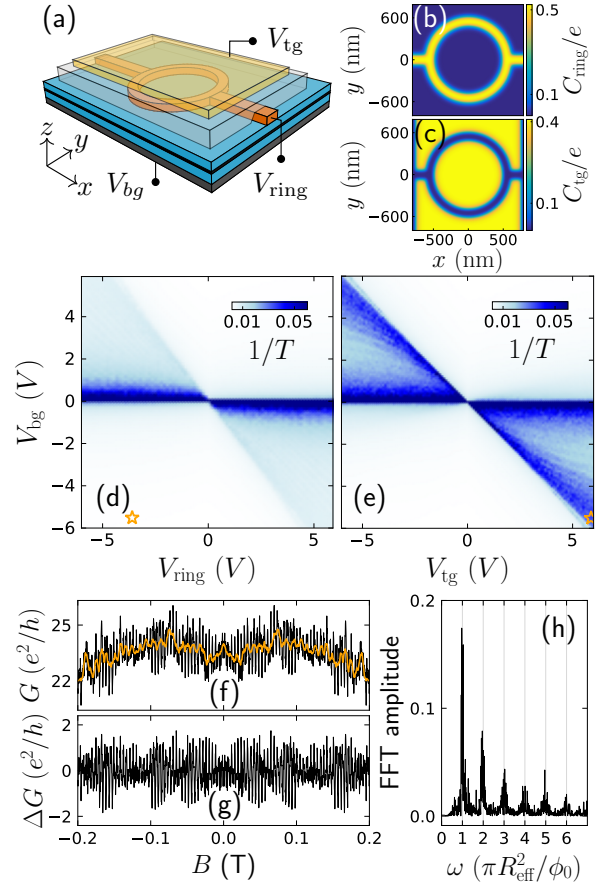 (a)
V_tg
z
y
x
V_bg
V_ring
(b)
y (nm)
600
0
−600
0.5
0.1
C_ring/e
(c)
y (nm)
600
0
−600
−600 0 600
x (nm)
0.4
0.1
C_tg/e
V_bg (V)
4
2
0
−2
−4
−6
−5 0 5
V_ring (V)
0.01 0.05
1/T
(d)
0.01 0.05
1/T
(e)
−5 0 5
V_tg (V)
G (e²/h)
25
22
(f)
ΔG (e²/h)
2
0
−2
(g)
−0.2 −0.1 0.0 0.1 0.2
B (T)
FFT amplitude
0.2
0.1
0.0
(h)
0 1 2 3 4 5 6
ω (πR²_eff/ϕ₀)